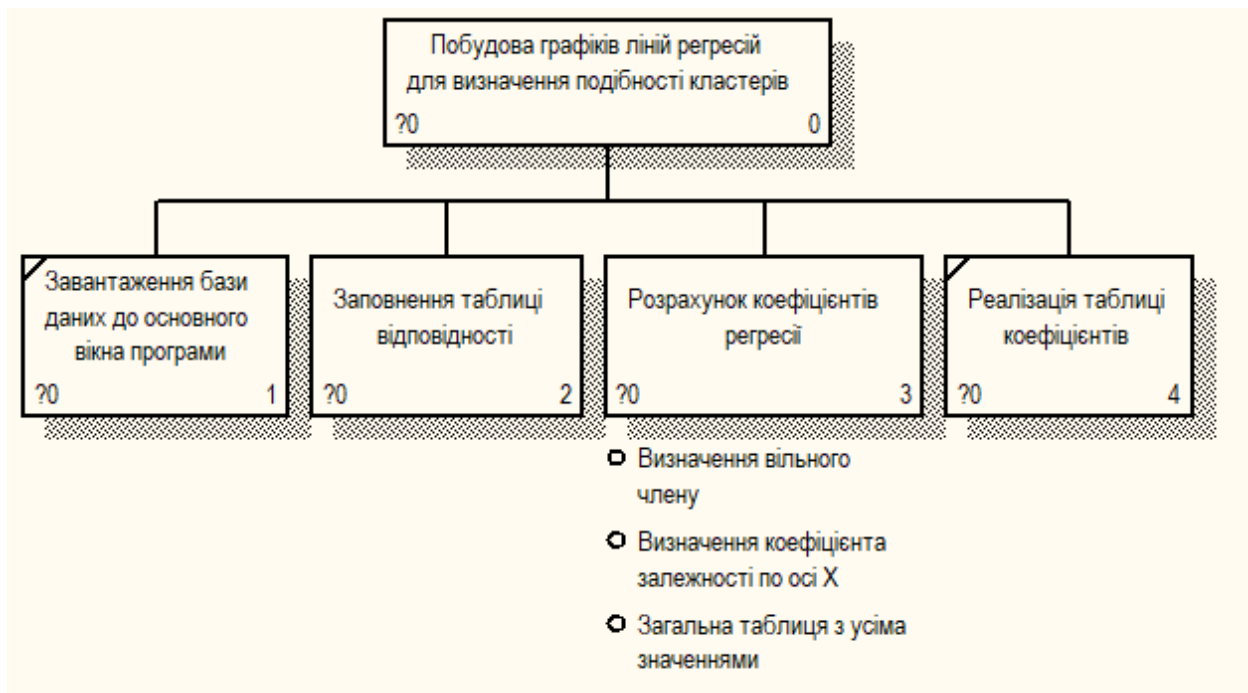 Побудова графіків ліній регресій
для визначення подібності кластерів
?0 0
Завантаження бази
даних до основного
вікна програми
?0 1
Заповнення таблиці
відповідності
?0 2
Розрахунок коефіцієнтів
регресії
?0 3
Реалізація таблиці
коефіцієнтів
?0 4
Визначення вільного
члену
Визначення коефіцієнта
залежності по осі X
Загальна таблиця з усіма
значеннями